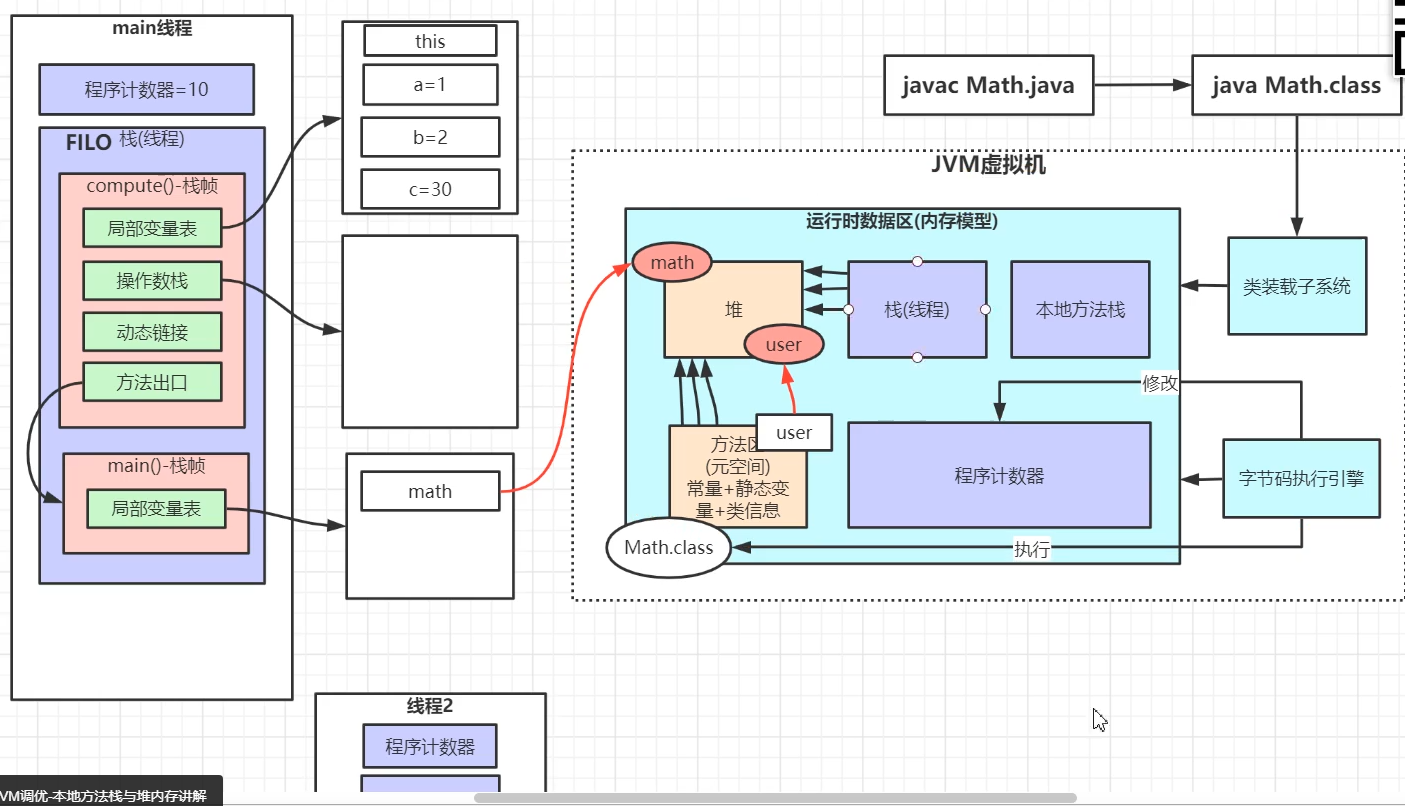 main线程
程序计数器=10
FILO 栈(线程)
compute()-栈帧
局部变量表
操作数栈
动态链接
方法出口
main()-栈帧
局部变量表
this
a=1
b=2
c=30
math
线程2
程序计数器
javac Math.java
java Math.class
JVM虚拟机
运行时数据区(内存模型)
math
堆
user
栈(线程)
本地方法栈
类装载子系统
修改
user
方法区
(元空间)
常量+静态变
量+类信息
程序计数器
字节码执行引擎
Math.class
执行
VM调优-本地方法栈与堆内存讲解